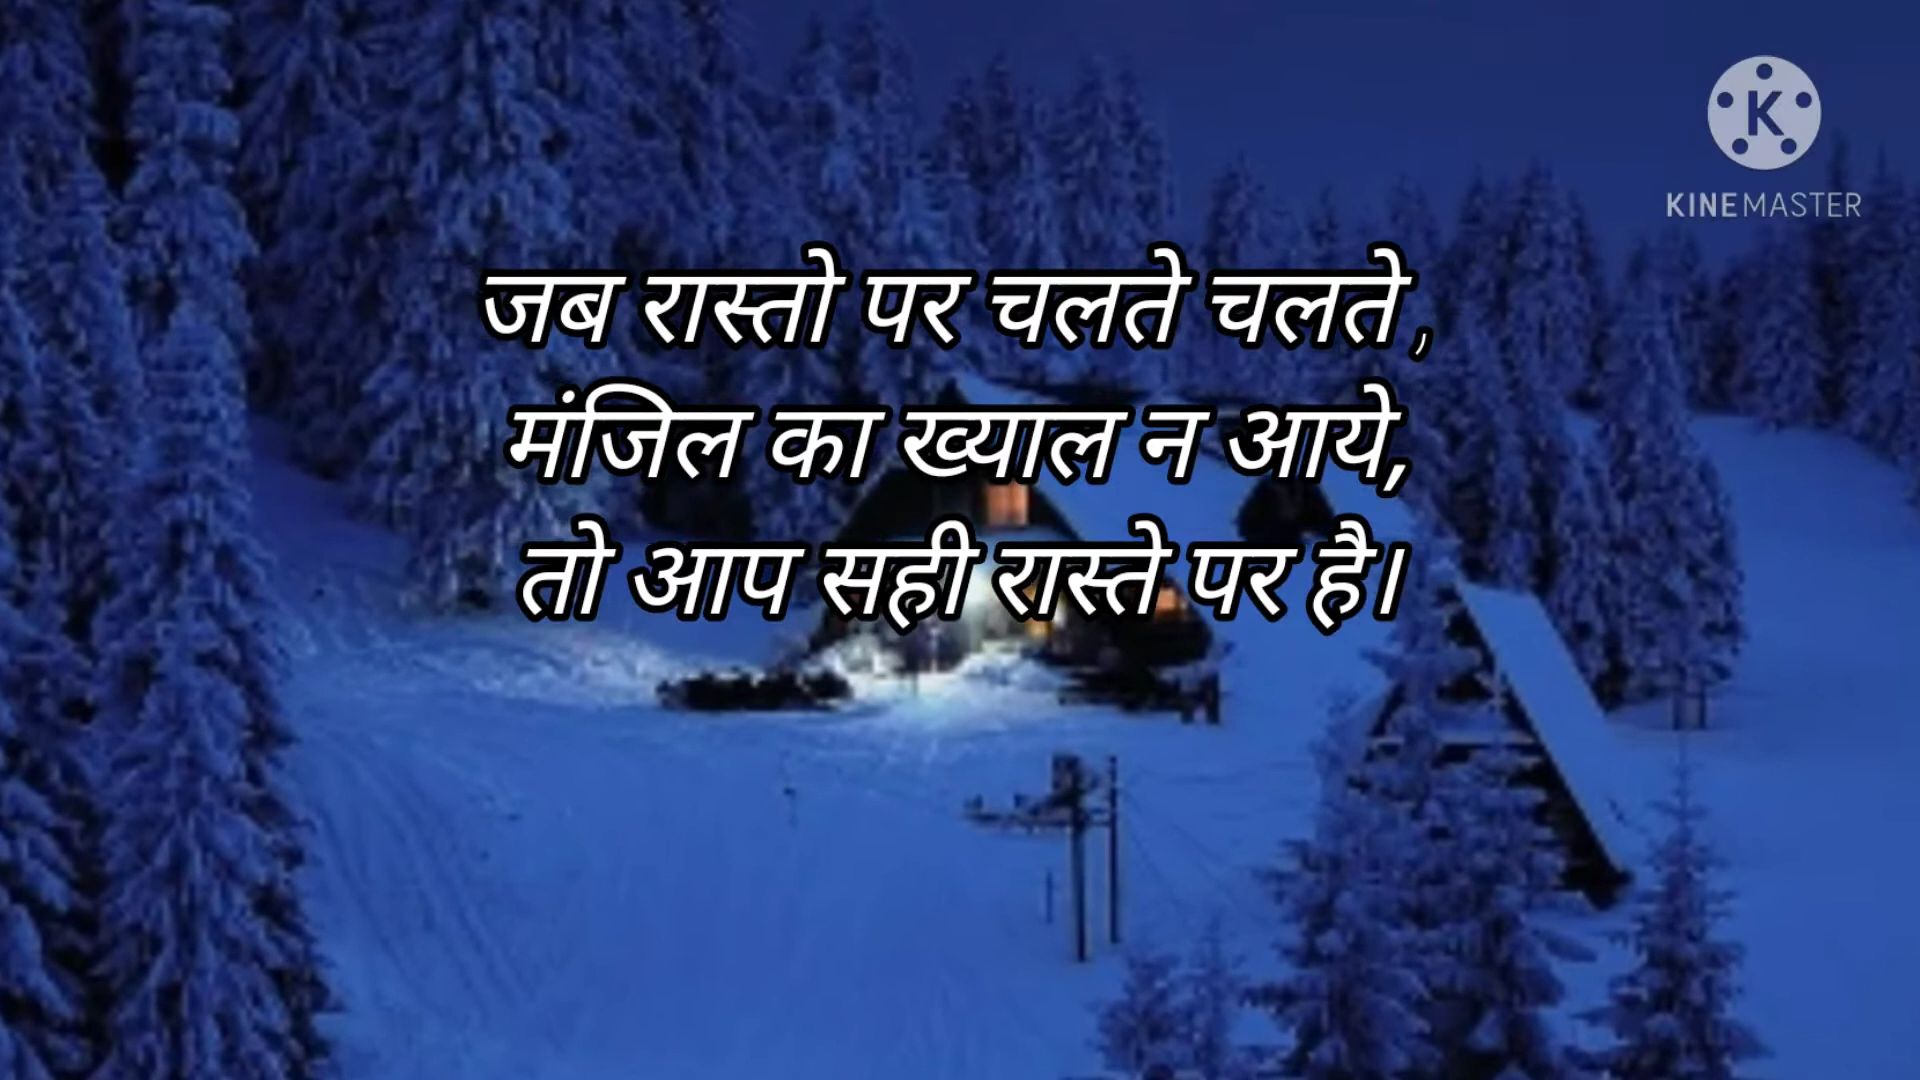 KINEMASTER
जब रास्तो पर चलते चलते,
मंजिल का ख्याल न आये,
तो आप सही रास्ते पर है।